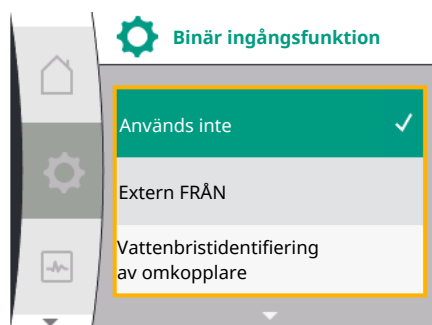 Binär ingångsfunktion
Används inte
Extern FRÅN
Vattenbristidentifiering
av omkopplare